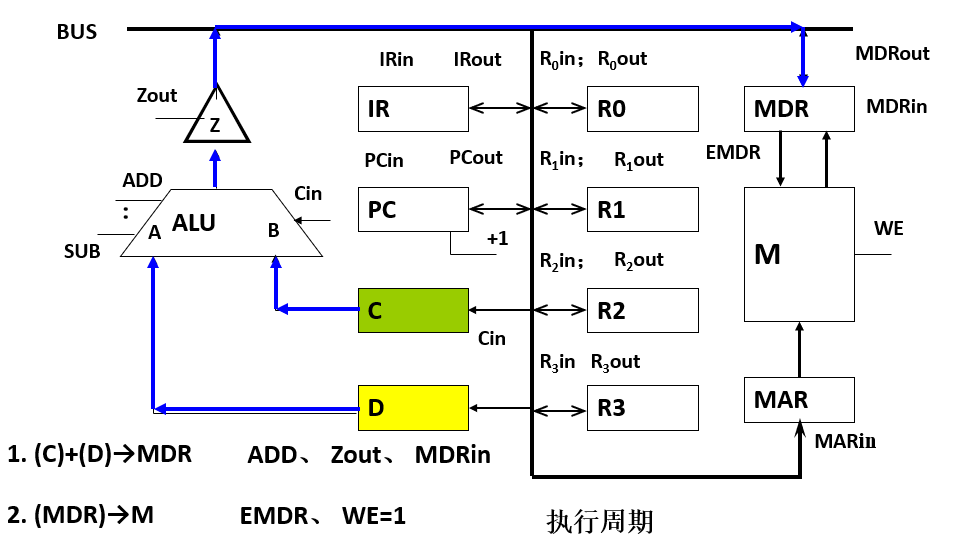 BUS
IRin IRout R₀in；R₀out MDRout
Zout IR R0 MDR MDRin
Z
PCin PCout R₁in； R₁out EMDR
ADD Cin
PC R1
: A ALU B
SUB +1 WE
R₂in； R₂out M
C R2
Cin
R₃in R₃out
D R3 MAR
MARin
1. (C)+(D)→MDR ADD、 Zout、 MDRin
2. (MDR)→M EMDR、 WE=1 执行周期